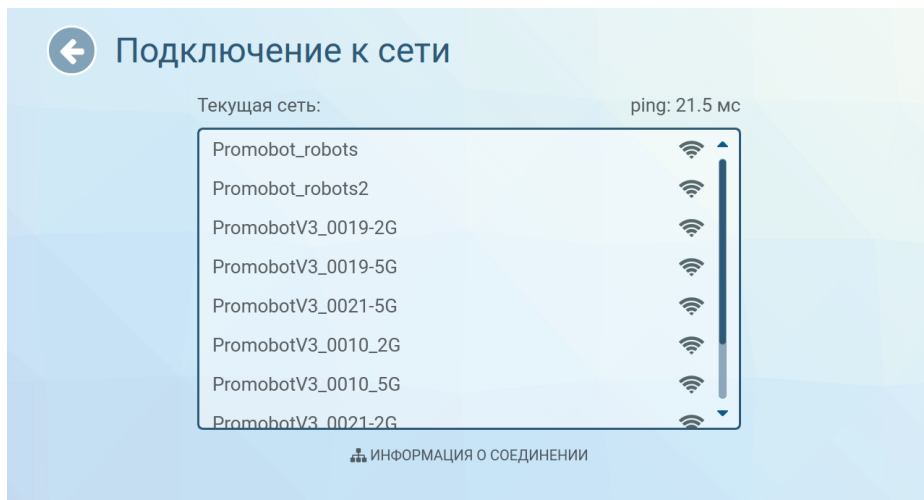 Подключение к сети
Текущая сеть: ping: 21.5 мс
Promobot_robots
Promobot_robots2
PromobotV3_0019-2G
PromobotV3_0019-5G
PromobotV3_0021-5G
PromobotV3_0010_2G
PromobotV3_0010_5G
PromobotV3_0021-2G
ИНФОРМАЦИЯ О СОЕДИНЕНИИ